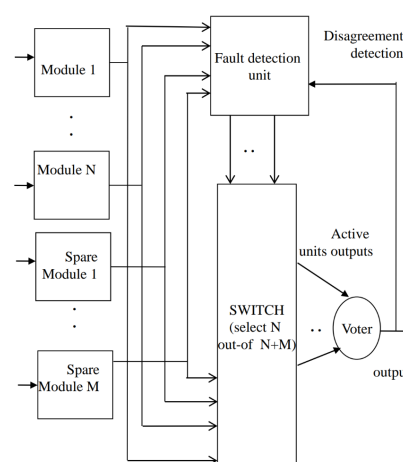 Disagreement
detection
Fault detection
unit
Module 1
Module N
Spare
Module 1
Spare
Module M
SWITCH
(select N
out-of N+M)
Active
units outputs
Voter
outpu